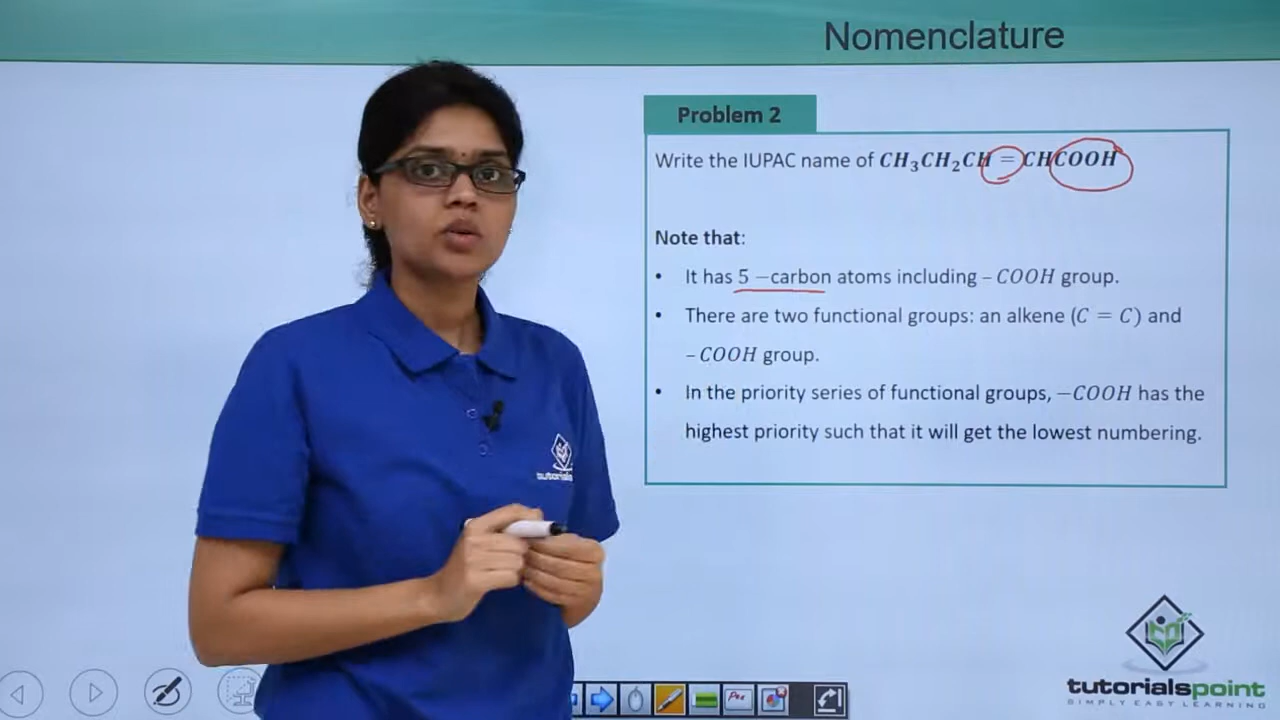 Nomenclature
Problem 2
Write the IUPAC name of CH₃CH₂CH = CHCOOH
Note that:
• It has 5 –carbon atoms including – COOH group.
• There are two functional groups: an alkene (C = C) and
– COOH group.
• In the priority series of functional groups, –COOH has the
highest priority such that it will get the lowest numbering.
tutorialspoint
Pen
tutorialspoint
SIMPLY EASY LEARNING